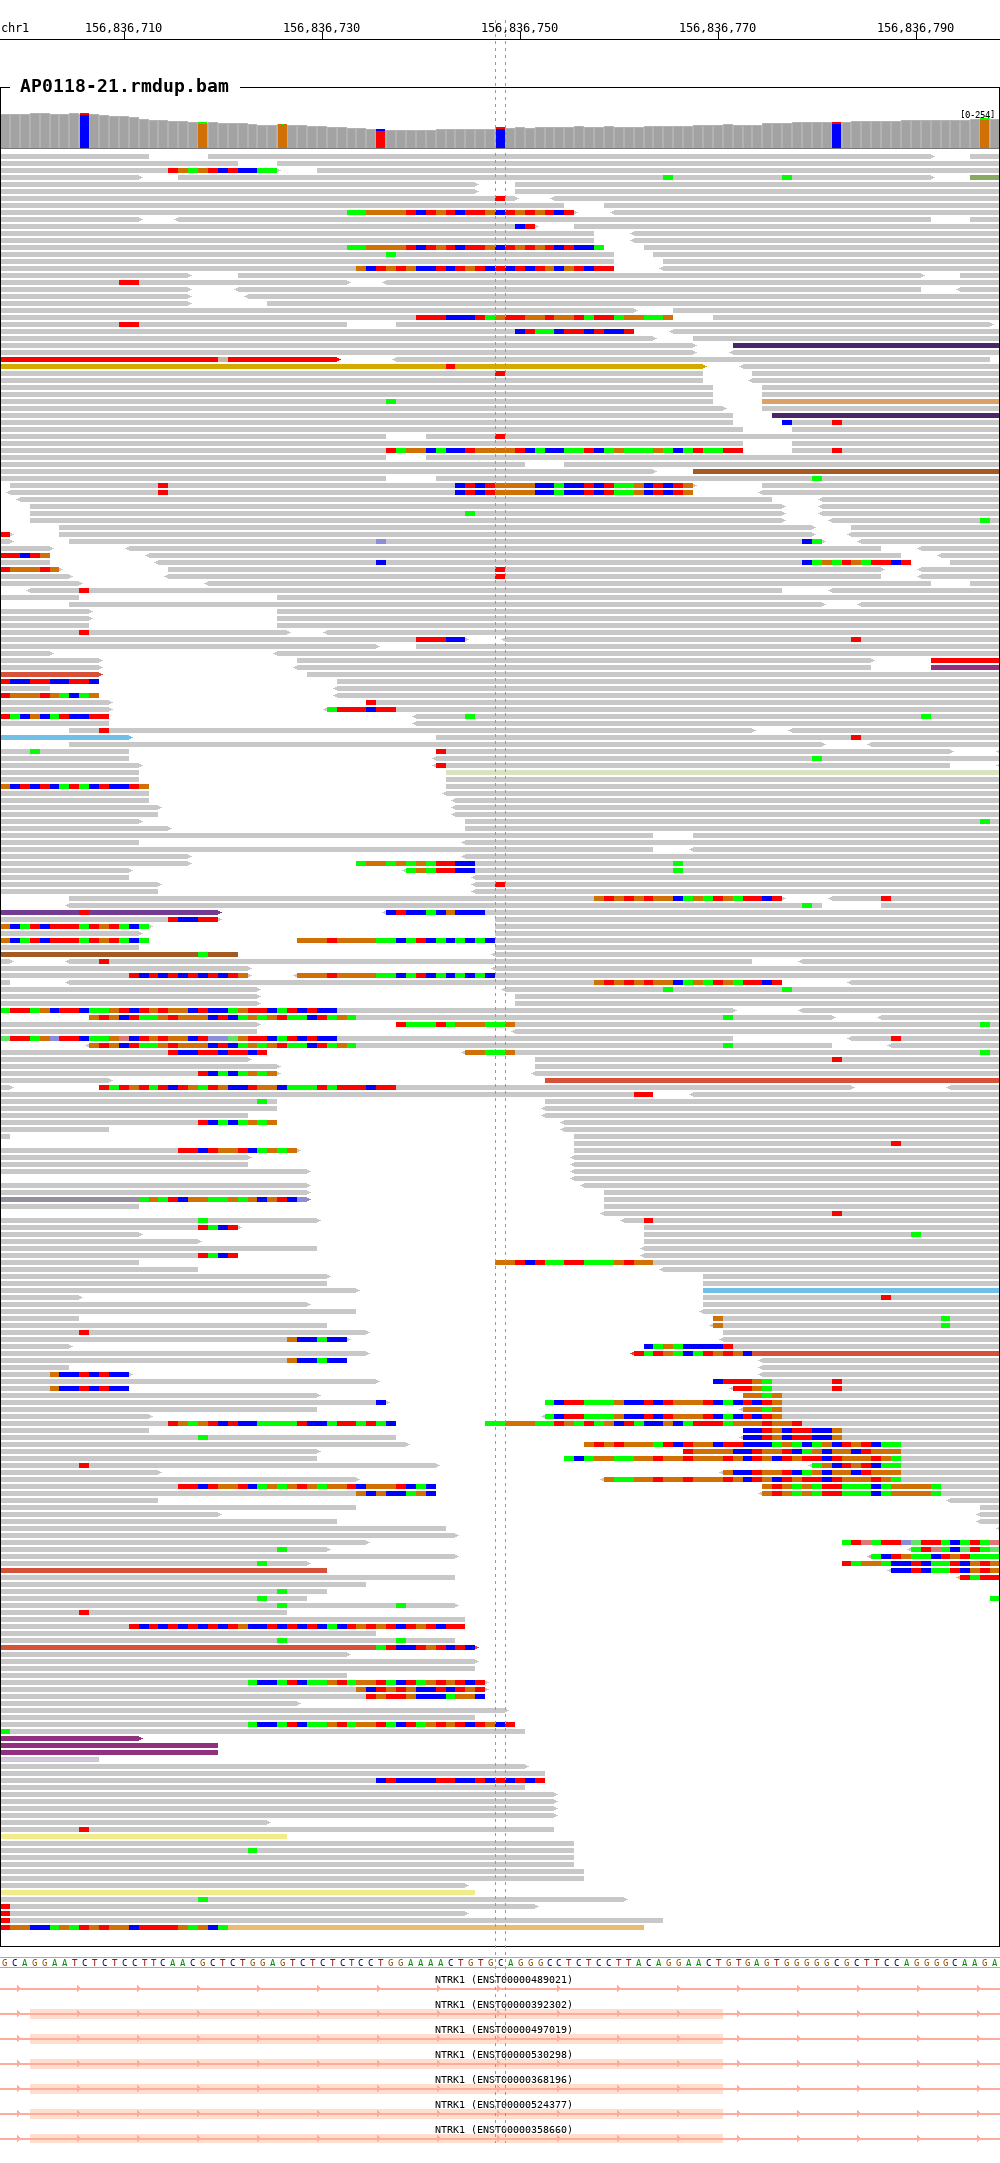 chr1 156,836,710 156,836,730 156,836,750 156,836,770 156,836,790
AP0118-21.rmdup.bam
[0-254]
GCAGGAATCTCTCCTTCAACGCTCTGGAGTCTCTCTCCTGGAAAACTGTGCAGGGCCTCTCCTTACAGGAACTGTGAGTGGGGGCGCTTCCAGGGGCAAGA
NTRK1 (ENST00000489021)
NTRK1 (ENST00000392302)
NTRK1 (ENST00000497019)
NTRK1 (ENST00000530298)
NTRK1 (ENST00000368196)
NTRK1 (ENST00000524377)
NTRK1 (ENST00000358660)